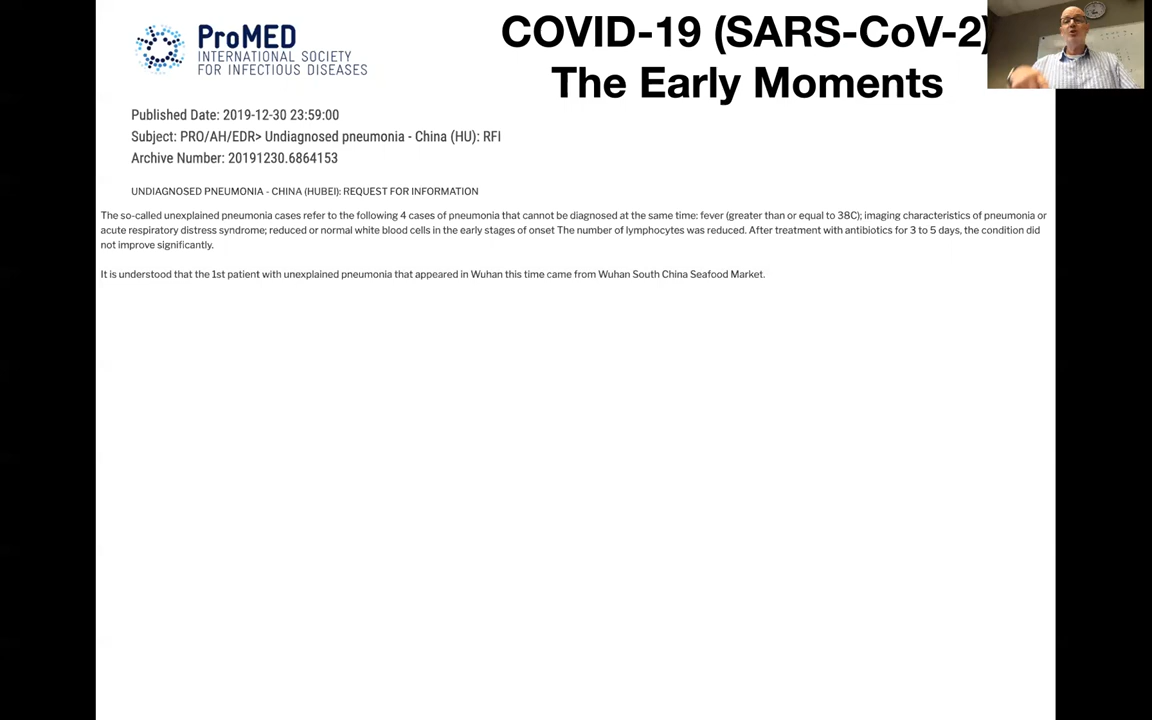 ProMED
INTERNATIONAL SOCIETY
FOR INFECTIOUS DISEASES
COVID-19 (SARS-CoV-2)
The Early Moments
Published Date: 2019-12-30 23:59:00
Subject: PRO/AH/EDR> Undiagnosed pneumonia - China (HU): RFI
Archive Number: 20191230.6864153
UNDIAGNOSED PNEUMONIA - CHINA (HUBEI): REQUEST FOR INFORMATION
The so-called unexplained pneumonia cases refer to the following 4 cases of pneumonia that cannot be diagnosed at the same time: fever (greater than or equal to 38C); imaging characteristics of pneumonia or
acute respiratory distress syndrome; reduced or normal white blood cells in the early stages of onset The number of lymphocytes was reduced. After treatment with antibiotics for 3 to 5 days, the condition did
not improve significantly.
It is understood that the 1st patient with unexplained pneumonia that appeared in Wuhan this time came from Wuhan South China Seafood Market.